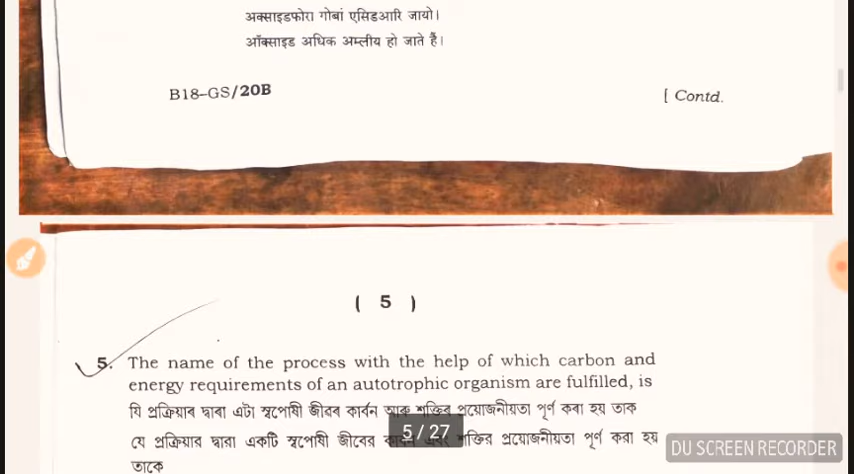 अक्साइडफोरा गोबां एसिडआरि जायो।
ऑक्साइड अधिक अम्लीय हो जाते हैं।
B18–GS/20B
[ Contd.
( 5 )
5. The name of the process with the help of which carbon and
energy requirements of an autotrophic organism are fulfilled, is
যি প্ৰক্ৰিয়াৰ দ্বাৰা এটা স্বপোষী জীৱৰ কাৰ্বন আৰু শক্তিৰ প্ৰয়োজনীয়তা পূৰ্ণ কৰা হয় তাক
যে প্রক্রিয়ার দ্বারা একটি স্বপোষী জীবের শক্তির প্রয়োজনীয়তা পূর্ণ করা হয়
তাকে
5 / 27
DU SCREEN RECORDER